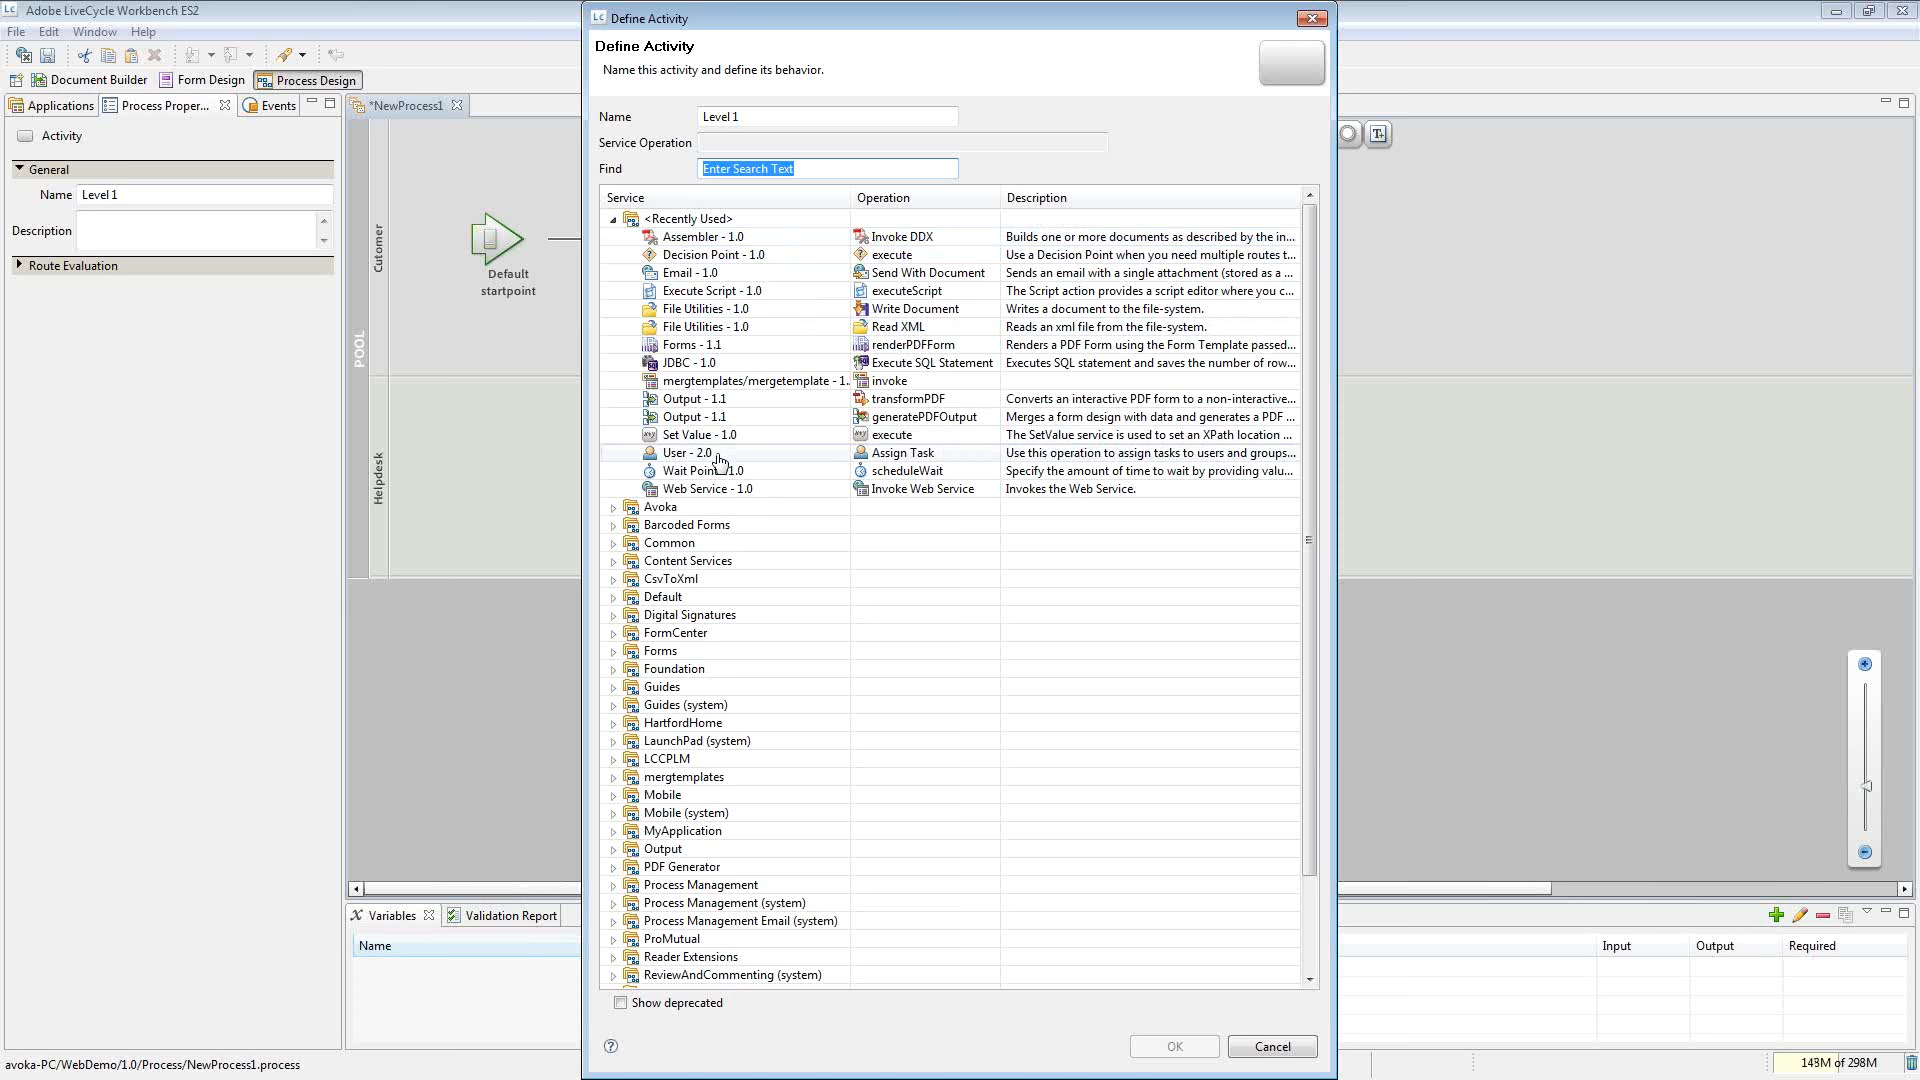 Adobe LiveCycle Workbench ES2
File Edit Window Help
Document Builder Form Design Process Design
Applications Process Proper... Events
Activity
General
Name Level 1
Description
Route Evaluation
*NewProcess1
POOL
Cutomer
Helpdesk
Default
startpoint
Define Activity
Define Activity
Name this activity and define its behavior.
Name Level 1
Service Operation
Find Enter Search Text
Service Operation Description
<Recently Used>
Assembler - 1.0 Invoke DDX Builds one or more documents as described by the in...
Decision Point - 1.0 execute Use a Decision Point when you need multiple routes t...
Email - 1.0 Send With Document Sends an email with a single attachment (stored as a ...
Execute Script - 1.0 executeScript The Script action provides a script editor where you c...
File Utilities - 1.0 Write Document Writes a document to the file-system.
File Utilities - 1.0 Read XML Reads an xml file from the file-system.
Forms - 1.1 renderPDFForm Renders a PDF Form using the Form Template passed...
JDBC - 1.0 Execute SQL Statement Executes SQL statement and saves the number of row...
mergtemplates/mergetemplate - 1... invoke
Output - 1.1 transformPDF Converts an interactive PDF form to a non-interactive...
Output - 1.1 generatePDFOutput Merges a form design with data and generates a PDF ...
Set Value - 1.0 execute The SetValue service is used to set an XPath location ...
User - 2.0 Assign Task Use this operation to assign tasks to users and groups...
Wait Point 1.0 scheduleWait Specify the amount of time to wait by providing valu...
Web Service - 1.0 Invoke Web Service Invokes the Web Service.
Avoka
Barcoded Forms
Common
Content Services
CsvToXml
Default
Digital Signatures
FormCenter
Forms
Foundation
Guides
Guides (system)
HartfordHome
LaunchPad (system)
LCCPLM
mergtemplates
Mobile
Mobile (system)
MyApplication
Output
PDF Generator
Process Management
Process Management (system)
Process Management Email (system)
ProMutual
Reader Extensions
ReviewAndCommenting (system)
Show deprecated
OK Cancel
Variables Validation Report
Name Input Output Required
avoka-PC/WebDemo/1.0/Process/NewProcess1.process
148M of 298M